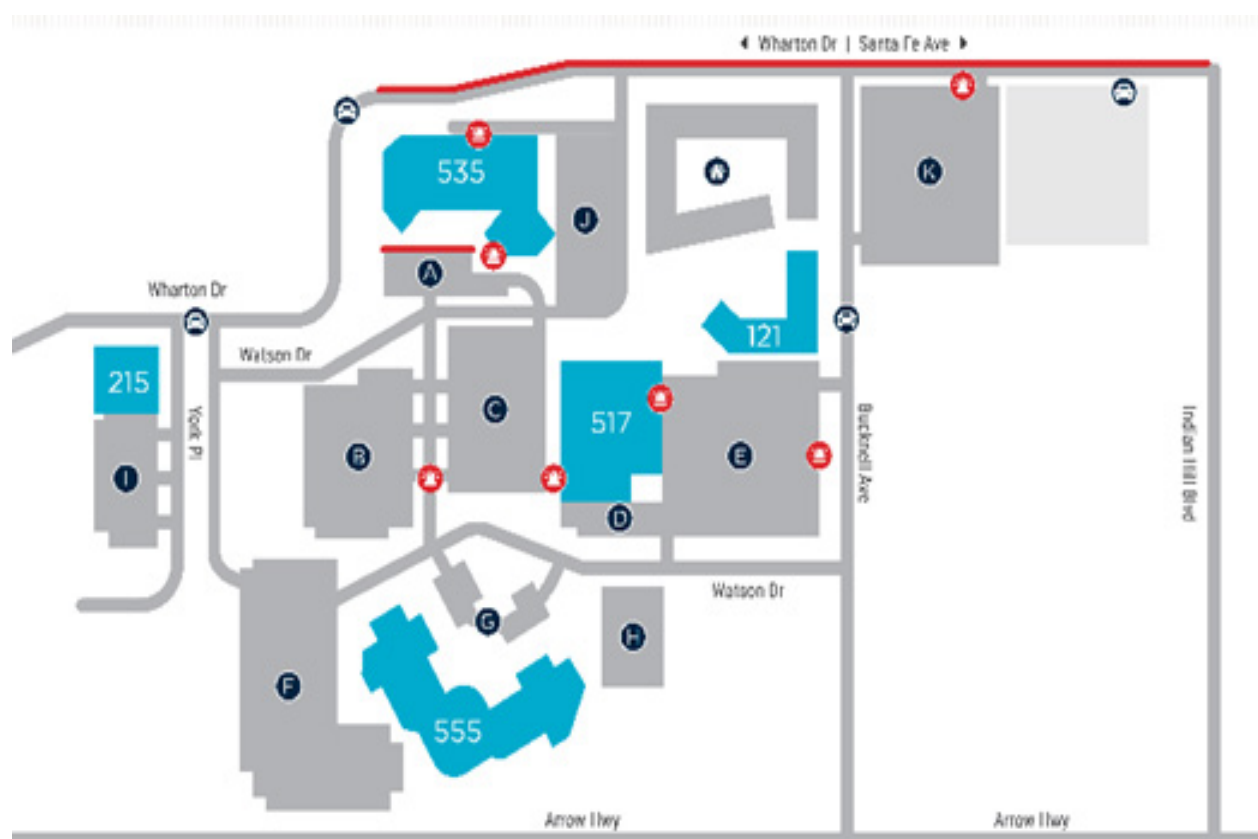 Wharton Dr | Santa Fe Ave
535
K
J
A
Wharton Dr
121
Watson Dr
215
C
517
York Pl
B
E
Bucknell Ave
Indian Hill Blvd
I
D
Watson Dr
G
H
F
555
Arrow Hwy
Arrow Hwy